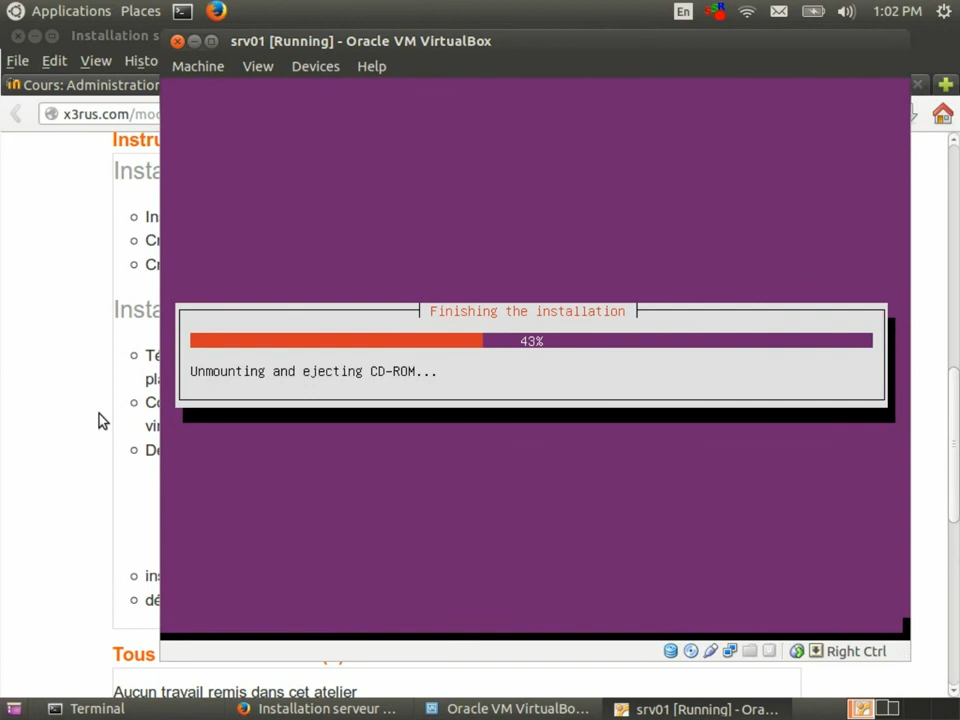 Applications Places
En
1:02 PM
Installation s
srv01 [Running] - Oracle VM VirtualBox
File Edit View Histo
Machine View Devices Help
Cours: Administration
x3rus.com/mo
Instru
Insta
In
Cr
Cr
Insta
Té
pla
Co
vir
De
ins
dé
Finishing the installation
43%
Unmounting and ejecting CD-ROM...
Right Ctrl
Tous
Aucun travail remis dans cet atelier
Terminal
Installation serveur ...
Oracle VM VirtualBo...
srv01 [Running] - Ora...